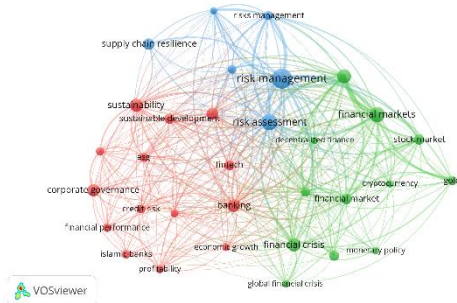 risks management
supply chain resilience
risk management
sustainability
financial markets
sustainable development
risk assessment
decentralized finance
stock market
esg
fintech
gold
cryptocurrency
corporate governance
financial market
credit risk
banking
financial performance
economic growth
financial crisis
islamic banks
monetary policy
profitability
global financial crisis
VOSviewer